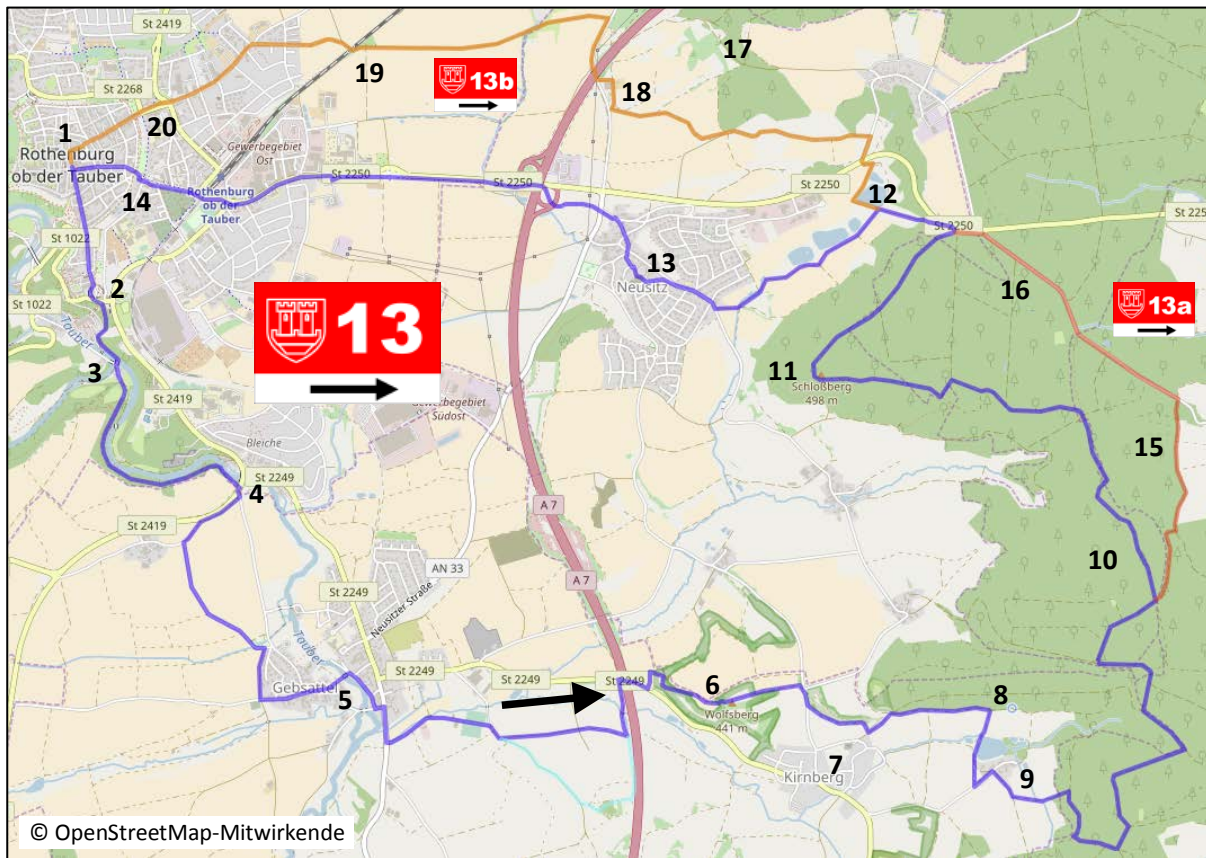 St 2419
17
19
13b
18
St 2268
1
20
Rothenburg
ob der Tauber
Gewerbegebiet
Ost
St 2250
St 2250
St 2250
14
Rothenburg
ob der
Tauber
12
St 2250
St 225
St 1022
13
Neusitz
16
2
St 1022
Tauber
13
13a
3
11
Schloßberg
498 m
St 2419
Gewerbegebiet
Südost
Bleiche
15
St 2249
4
A 7
St 2419
10
AN 33
A 7
St 2249
Neusitzer Straße
Tauber
St 2249
St 2249
St 2249
Gebsattel
5
6
Wolfsberg
441 m
8
7
Kirnberg
9
© OpenStreetMap-Mitwirkende